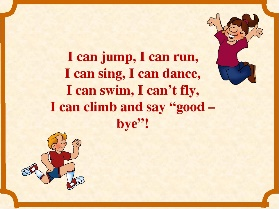 I can jump, I can run,
I can sing, I can dance,
I can swim, I can’t fly,
I can climb and say “good –
bye”!